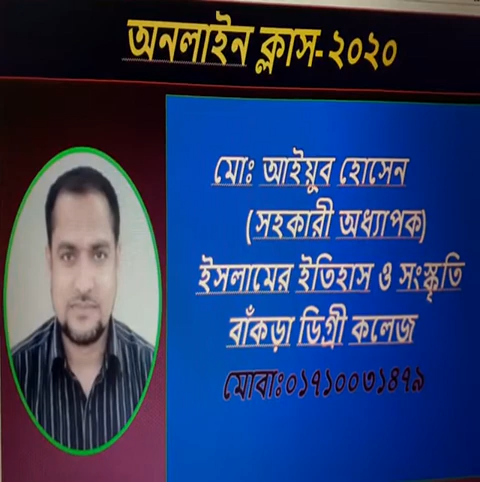 অনলাইন ক্লাস-২০২০
মোঃ আইয়ুব হোসেন
(সহকারী অধ্যাপক)
ইসলামের ইতিহাস ও সংস্কৃতি
বাঁকড়া ডিগ্রী কলেজ
মোবাঃ০১৭১০০৩১৪৭৯